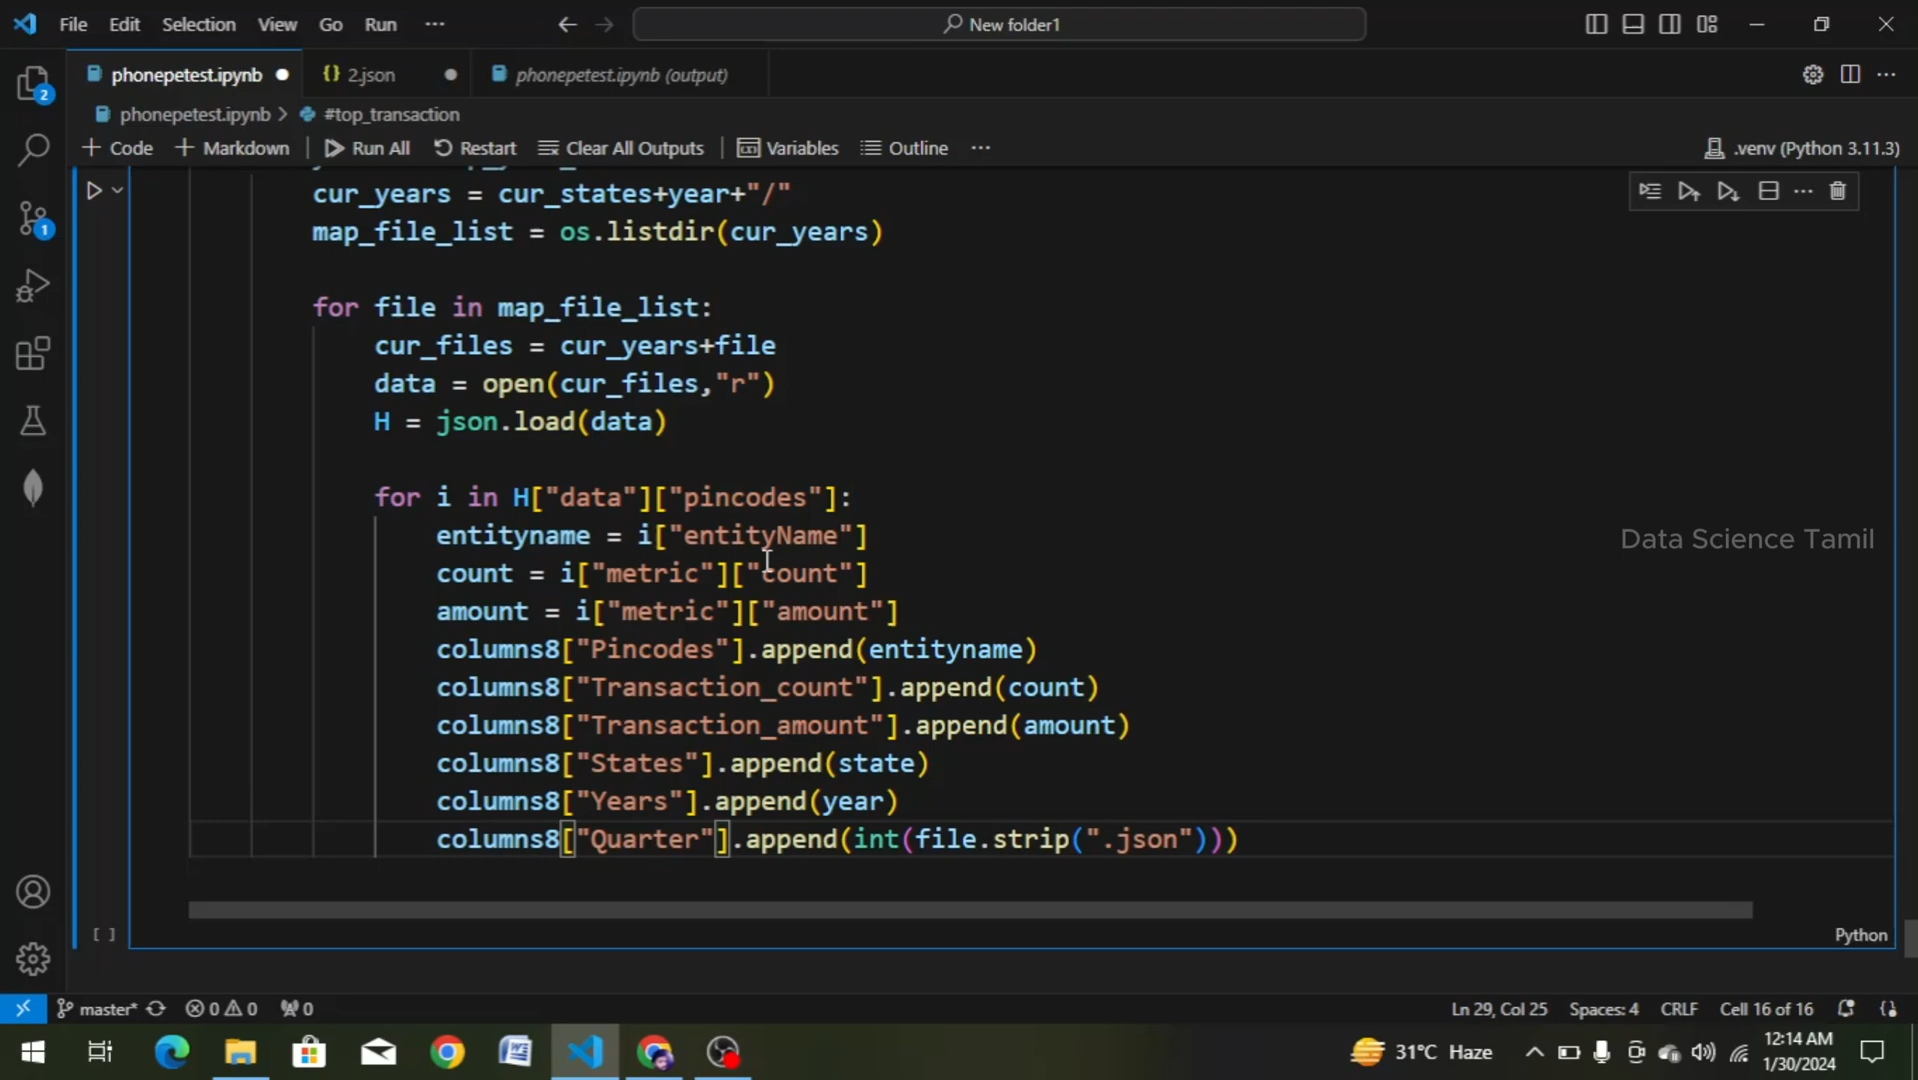 File Edit Selection View Go Run ··· New folder1
phonepetest.ipynb {} 2.json phonepetest.ipynb (output)
phonepetest.ipynb > #top_transaction
+ Code + Markdown Run All Restart Clear All Outputs Variables Outline ··· .venv (Python 3.11.3)
cur_years = cur_states+year+"/"
map_file_list = os.listdir(cur_years)
for file in map_file_list:
cur_files = cur_years+file
data = open(cur_files,"r")
H = json.load(data)
for i in H["data"]["pincodes"]:
entityname = i["entityName"]
count = i["metric"]["count"]
amount = i["metric"]["amount"]
columns8["Pincodes"].append(entityname)
columns8["Transaction_count"].append(count)
columns8["Transaction_amount"].append(amount)
columns8["States"].append(state)
columns8["Years"].append(year)
columns8["Quarter"].append(int(file.strip(".json")))
Data Science Tamil
[ ] Python
2
1
master* 0 0 0 Ln 29, Col 25 Spaces: 4 CRLF Cell 16 of 16
31°C Haze 12:14 AM
1/30/2024